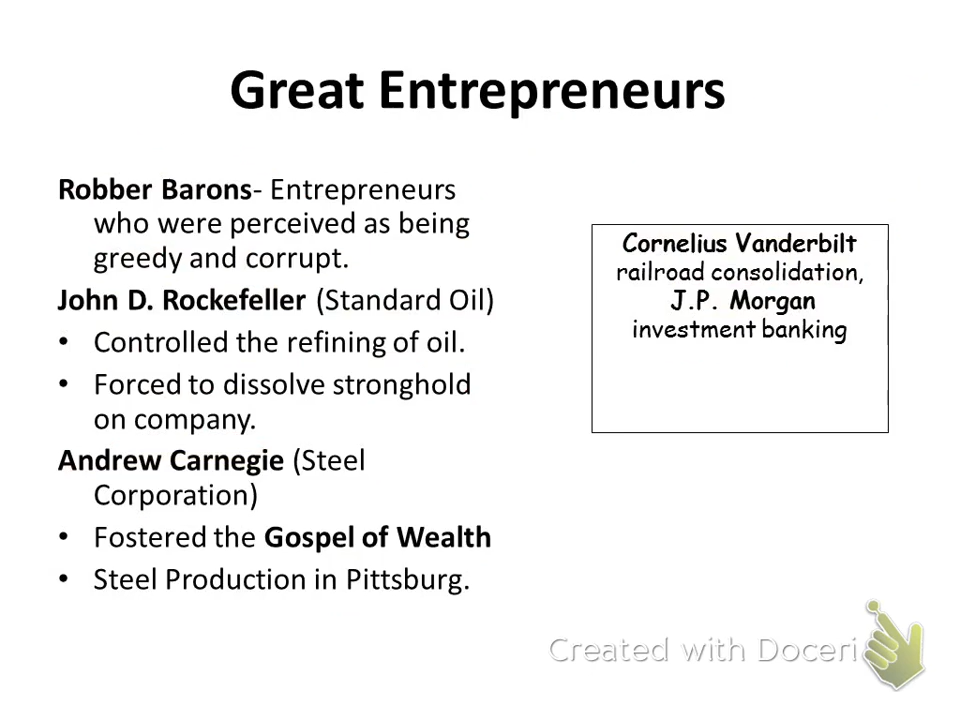 Great Entrepreneurs
Robber Barons- Entrepreneurs
who were perceived as being
greedy and corrupt.
John D. Rockefeller (Standard Oil)
• Controlled the refining of oil.
• Forced to dissolve stronghold
on company.
Andrew Carnegie (Steel
Corporation)
• Fostered the Gospel of Wealth
• Steel Production in Pittsburg.
Cornelius Vanderbilt
railroad consolidation,
J.P. Morgan
investment banking
Created with Doceri